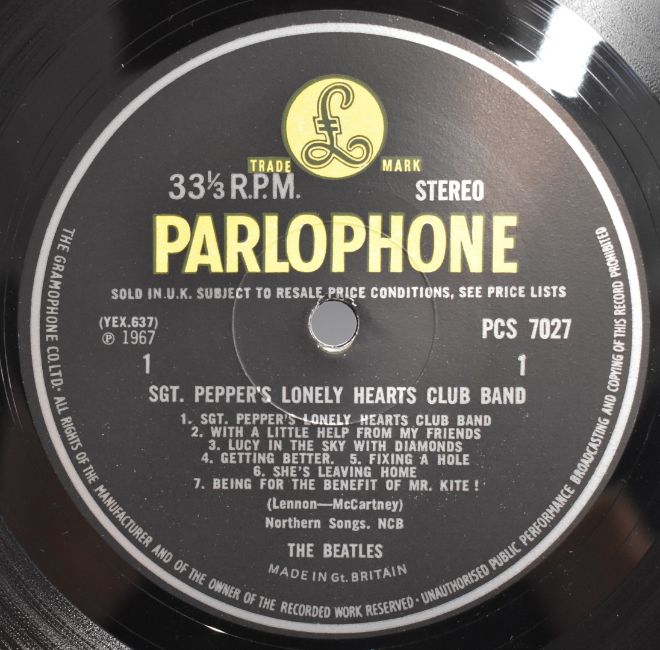 £
TRADE MARK
33⅓ R.P.M. STEREO
PARLOPHONE
SOLD IN U.K. SUBJECT TO RESALE PRICE CONDITIONS, SEE PRICE LISTS
(YEX.637) PCS 7027
℗ 1967
1 1
SGT. PEPPER'S LONELY HEARTS CLUB BAND
1. SGT. PEPPER'S LONELY HEARTS CLUB BAND
2. WITH A LITTLE HELP FROM MY FRIENDS
3. LUCY IN THE SKY WITH DIAMONDS
4. GETTING BETTER. 5. FIXING A HOLE
6. SHE'S LEAVING HOME
7. BEING FOR THE BENEFIT OF MR. KITE!
(Lennon—McCartney)
Northern Songs. NCB
THE BEATLES
MADE IN Gt. BRITAIN
THE GRAMOPHONE CO. LTD. · ALL RIGHTS OF THE MANUFACTURER AND OF THE OWNER OF THE RECORDED WORK RESERVED · UNAUTHORISED PUBLIC PERFORMANCE BROADCASTING AND COPYING OF THIS RECORD PROHIBITED